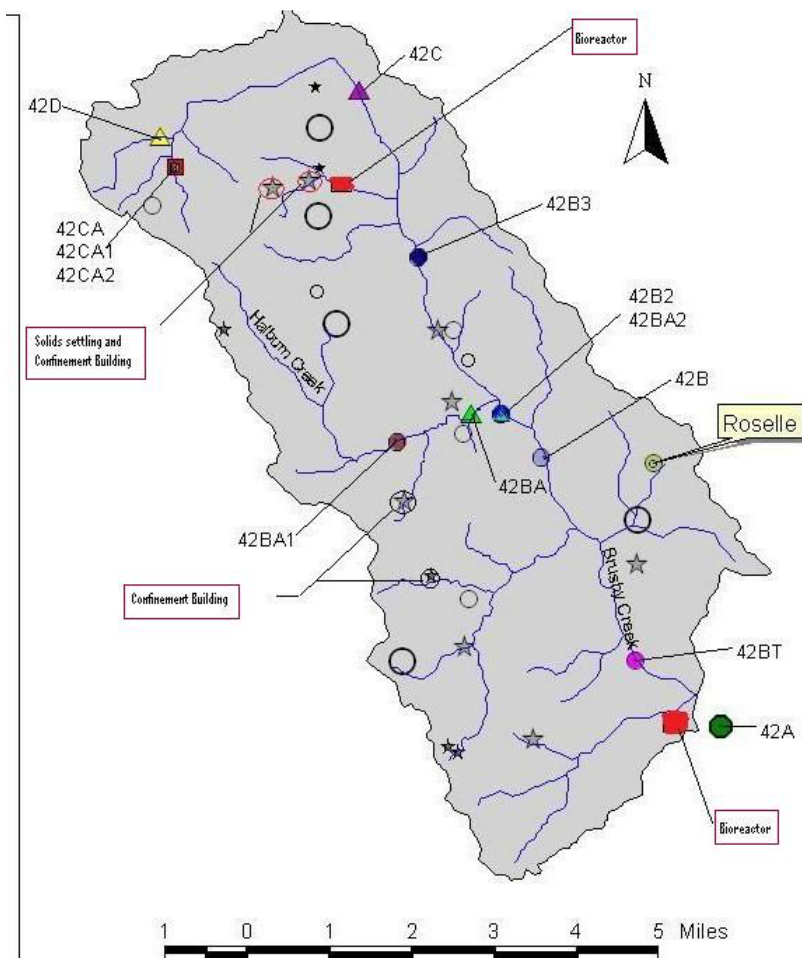 Bioreactor
42C
N
42D
42CA
42CA1
42CA2
42B3
42B2
42BA2
Solids settling and
Confinement Building
Halburn Creek
42B
Roselle
42BA
42BA1
Confinement Building
Brushy Creek
42BT
42A
Bioreactor
1 0 1 2 3 4 5 Miles